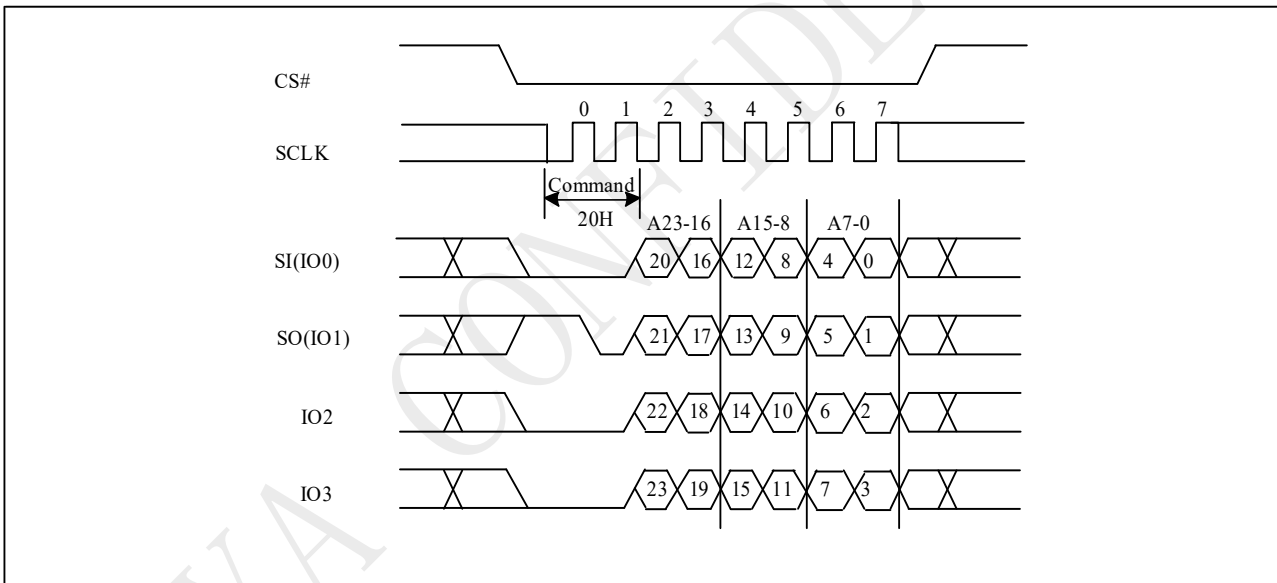 CS#
0 1 2 3 4 5 6 7
SCLK
Command
20H
A23-16 A15-8 A7-0
SI(IO0) 20 16 12 8 4 0
SO(IO1) 21 17 13 9 5 1
IO2 22 18 14 10 6 2
IO3 23 19 15 11 7 3